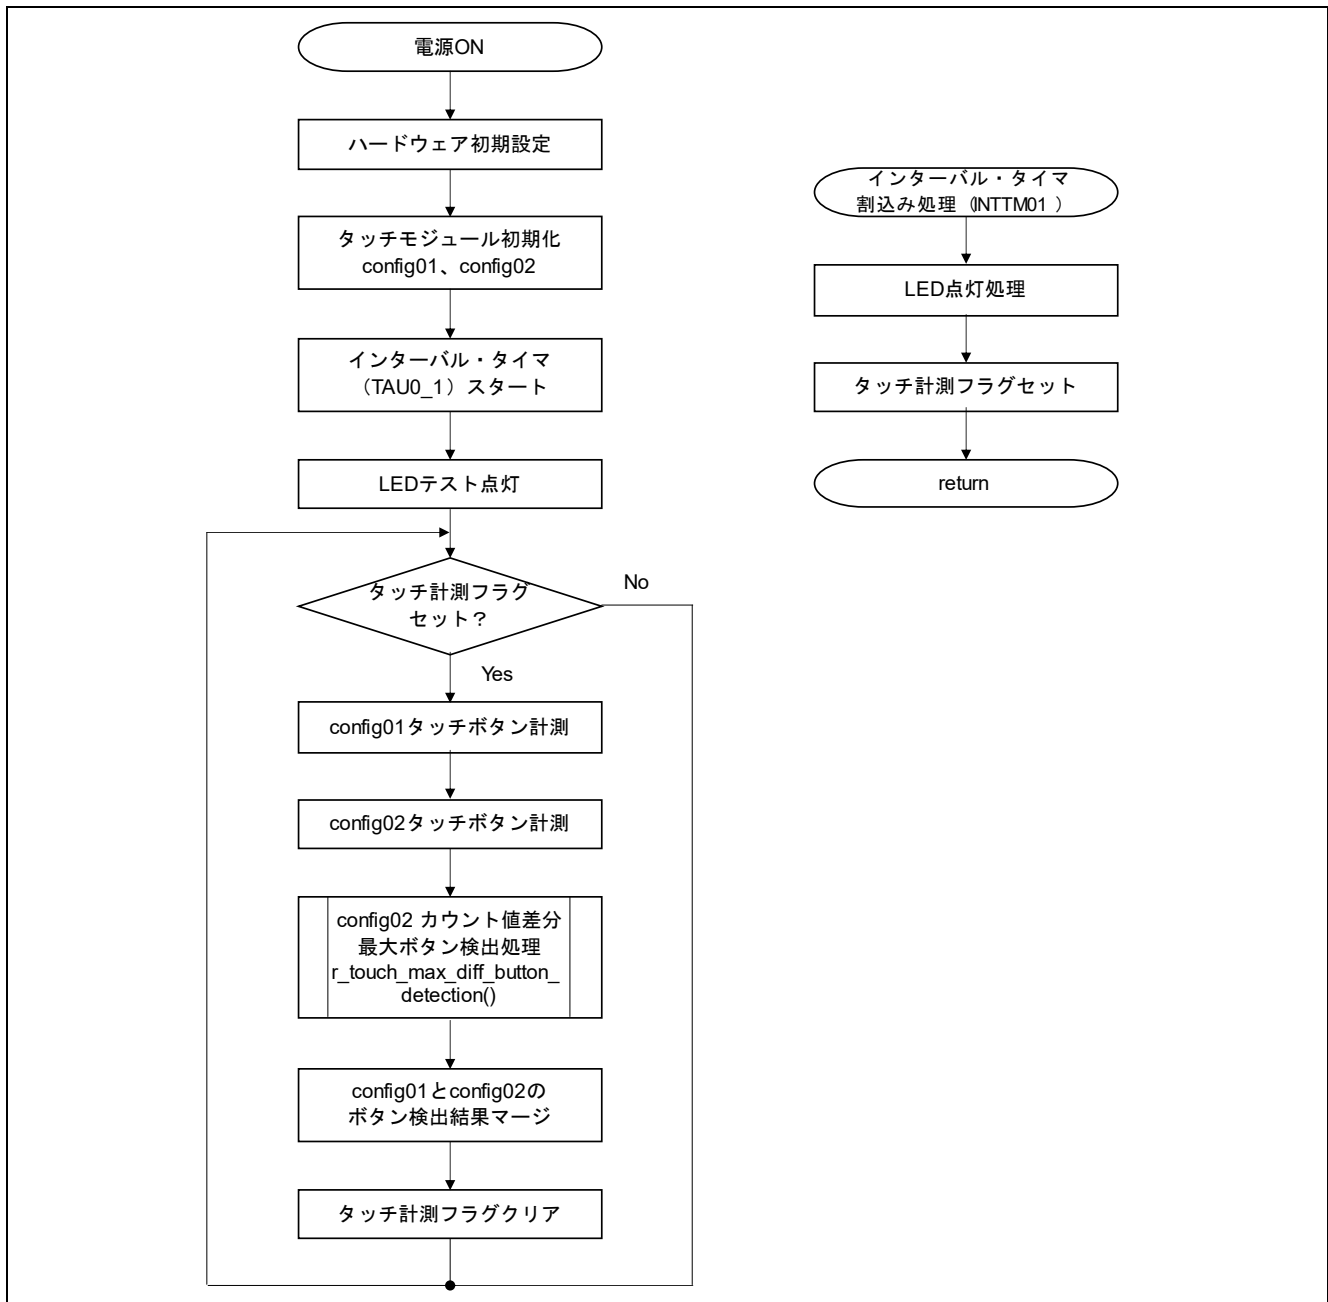 電源ON
ハードウェア初期設定
タッチモジュール初期化
config01、config02
インターバル・タイマ
（TAU0_1）スタート
LEDテスト点灯
タッチ計測フラグ
セット？
No
Yes
config01タッチボタン計測
config02タッチボタン計測
config02 カウント値差分
最大ボタン検出処理
r_touch_max_diff_button_
detection()
config01とconfig02の
ボタン検出結果マージ
タッチ計測フラグクリア
インターバル・タイマ
割込み処理（INTTM01）
LED点灯処理
タッチ計測フラグセット
return